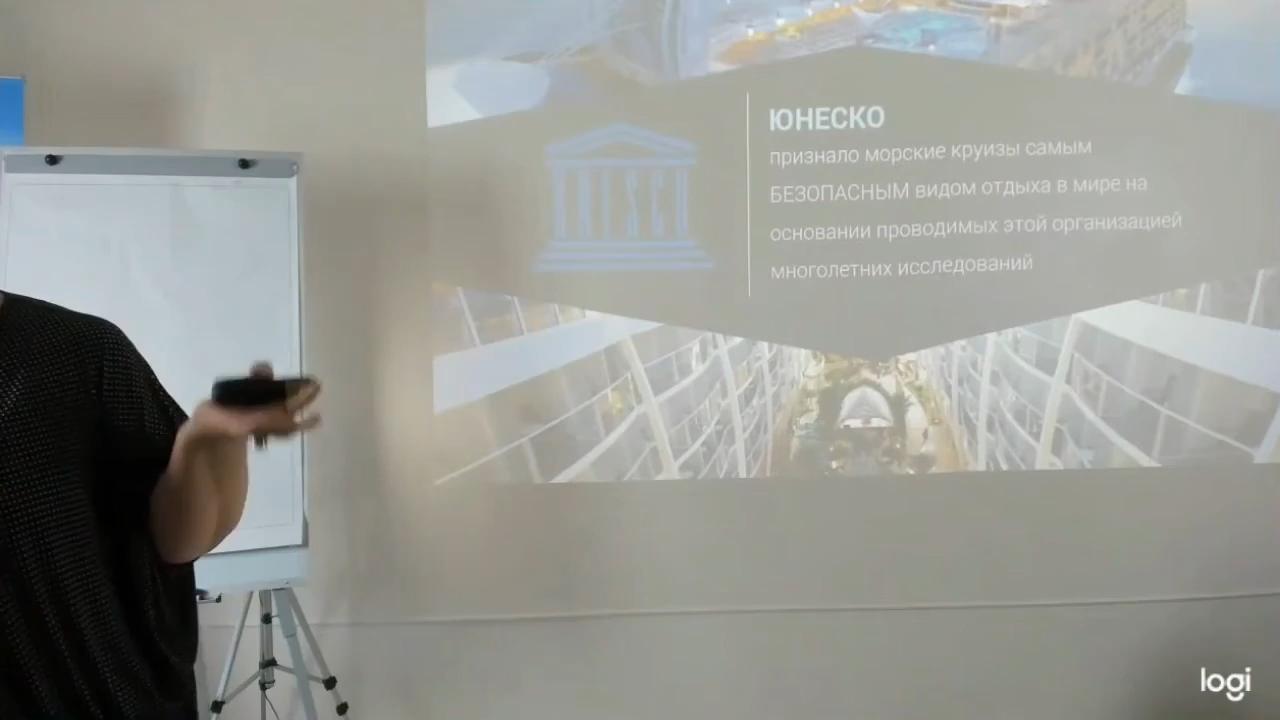 ЮНЕСКО
признало морские круизы самым
БЕЗОПАСНЫМ видом отдыха в мире на
основании проводимых этой организацией
многолетних исследований
logi